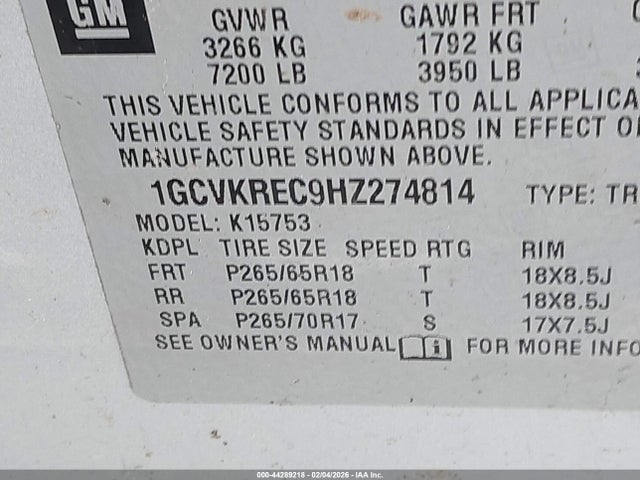 GM
GVWR GAWR FRT
3266 KG 1792 KG
7200 LB 3950 LB
THIS VEHICLE CONFORMS TO ALL APPLICA
VEHICLE SAFETY STANDARDS IN EFFECT O
MANUFACTURE SHOWN ABOVE.
1GCVKREC9HZ274814 TYPE: TR
MODEL: K15753
KDPL TIRE SIZE SPEED RTG RIM
FRT P265/65R18 T 18X8.5J
RR P265/65R18 T 18X8.5J
SPA P265/70R17 S 17X7.5J
SEE OWNER'S MANUAL i FOR MORE INFO
000-44289218 - 02/04/2026 - IAA Inc.